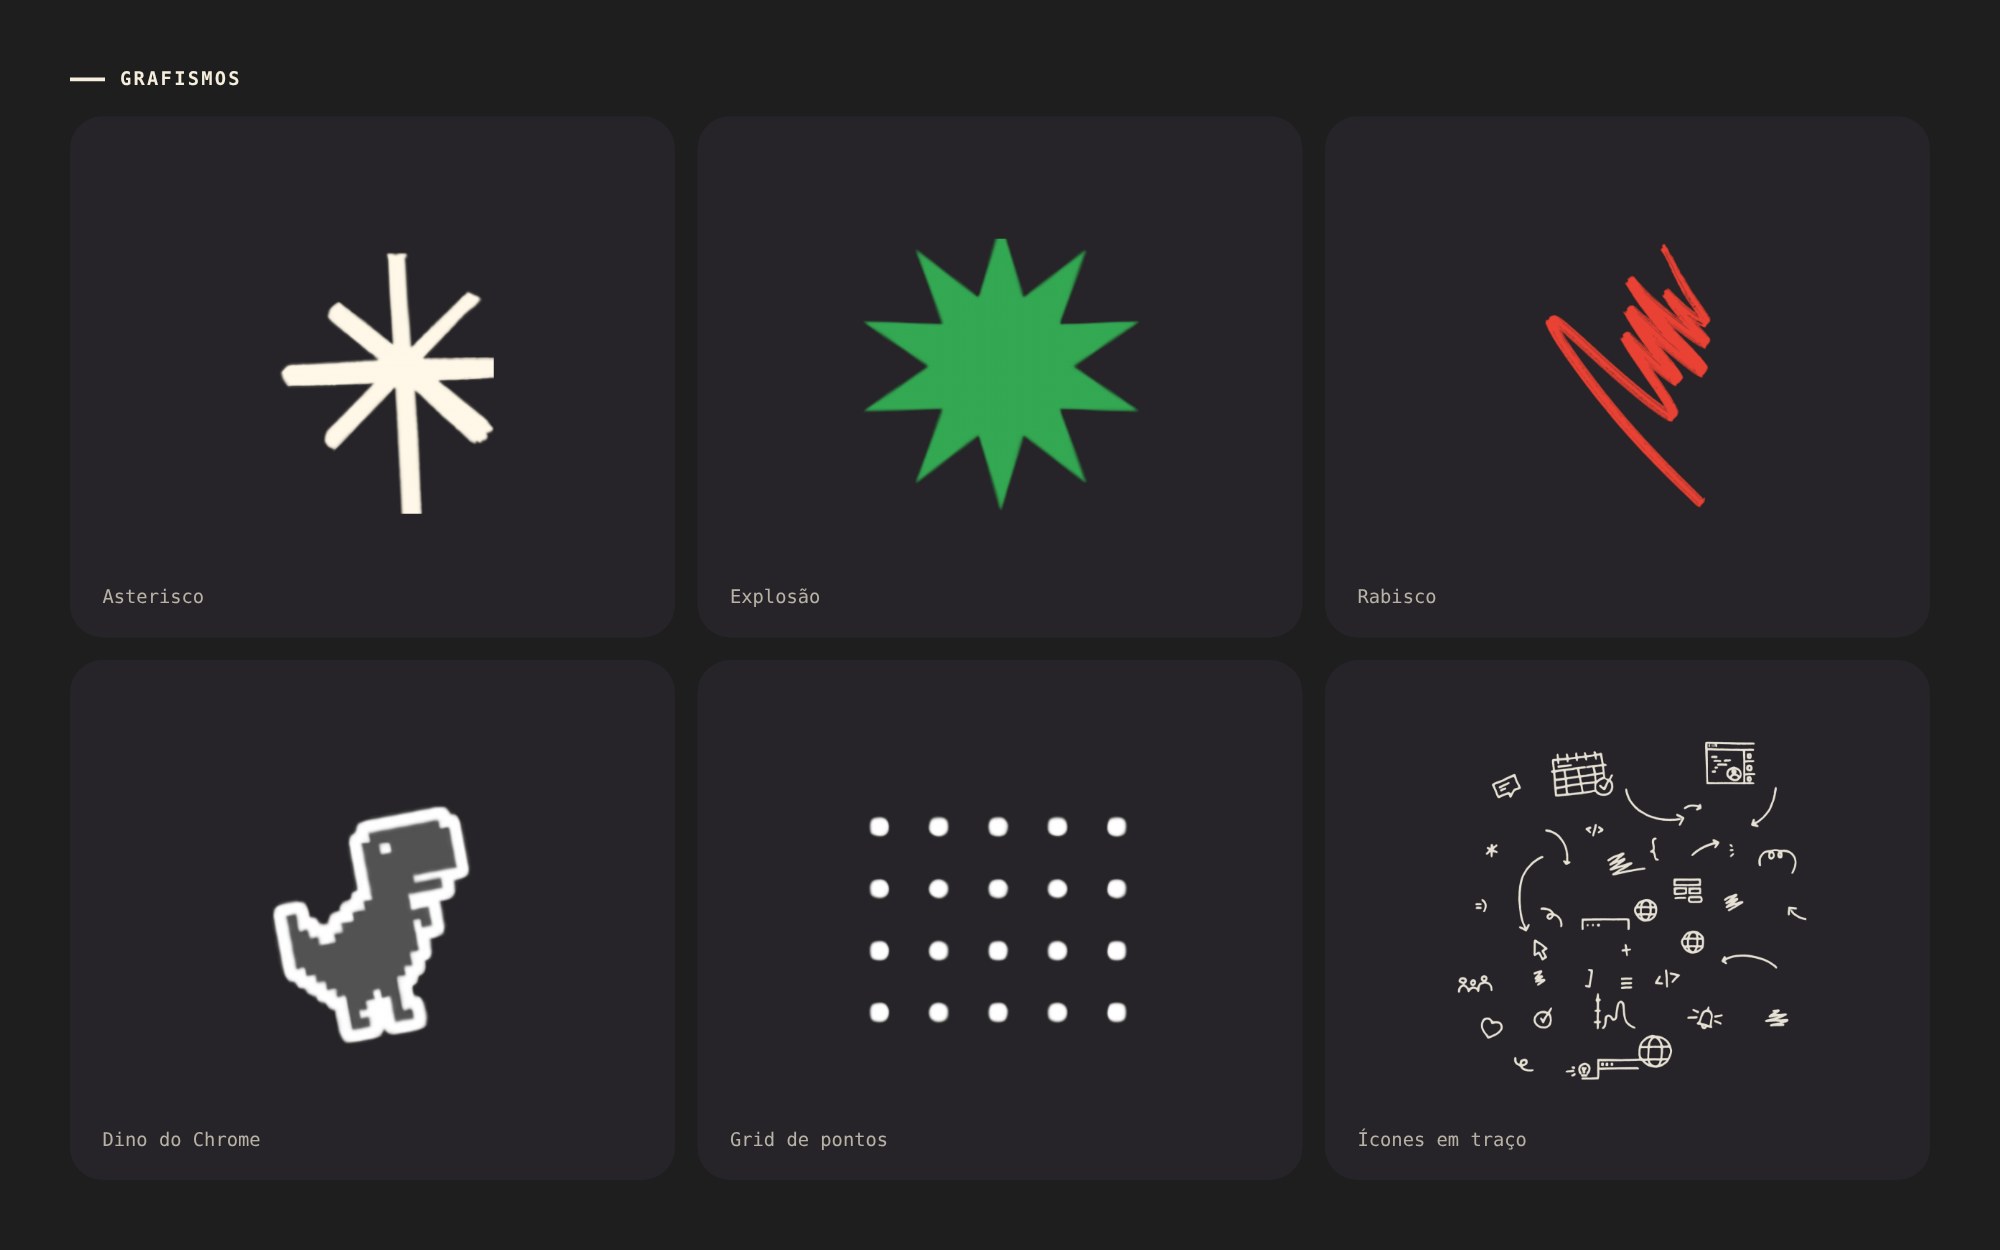 GRAFISMOS
Asterisco
Explosão
Rabisco
Dino do Chrome
Grid de pontos
Ícones em traço